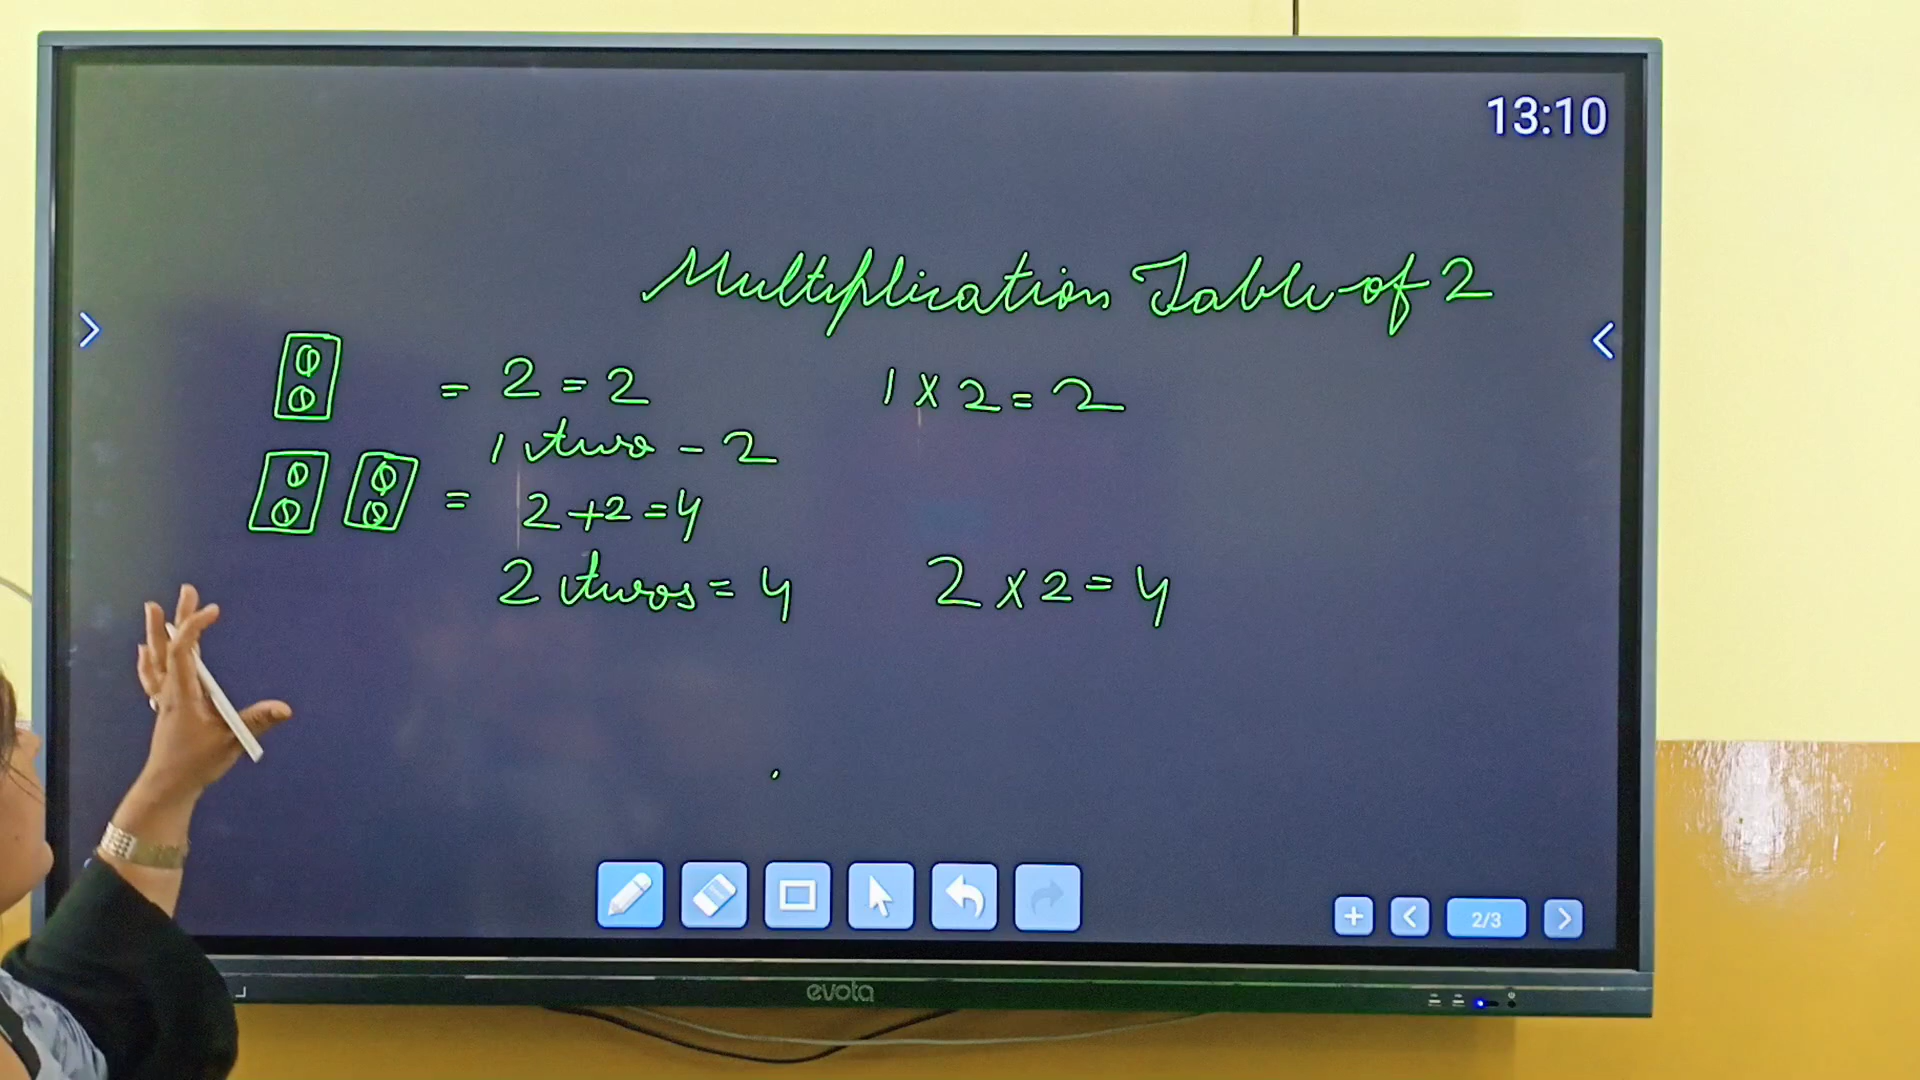 13:10
Multiplication Table of 2
= 2 = 2 1 x 2 = 2
1 two - 2
= 2+2=4
2 twos = 4 2 x 2 = 4
2/3
evota